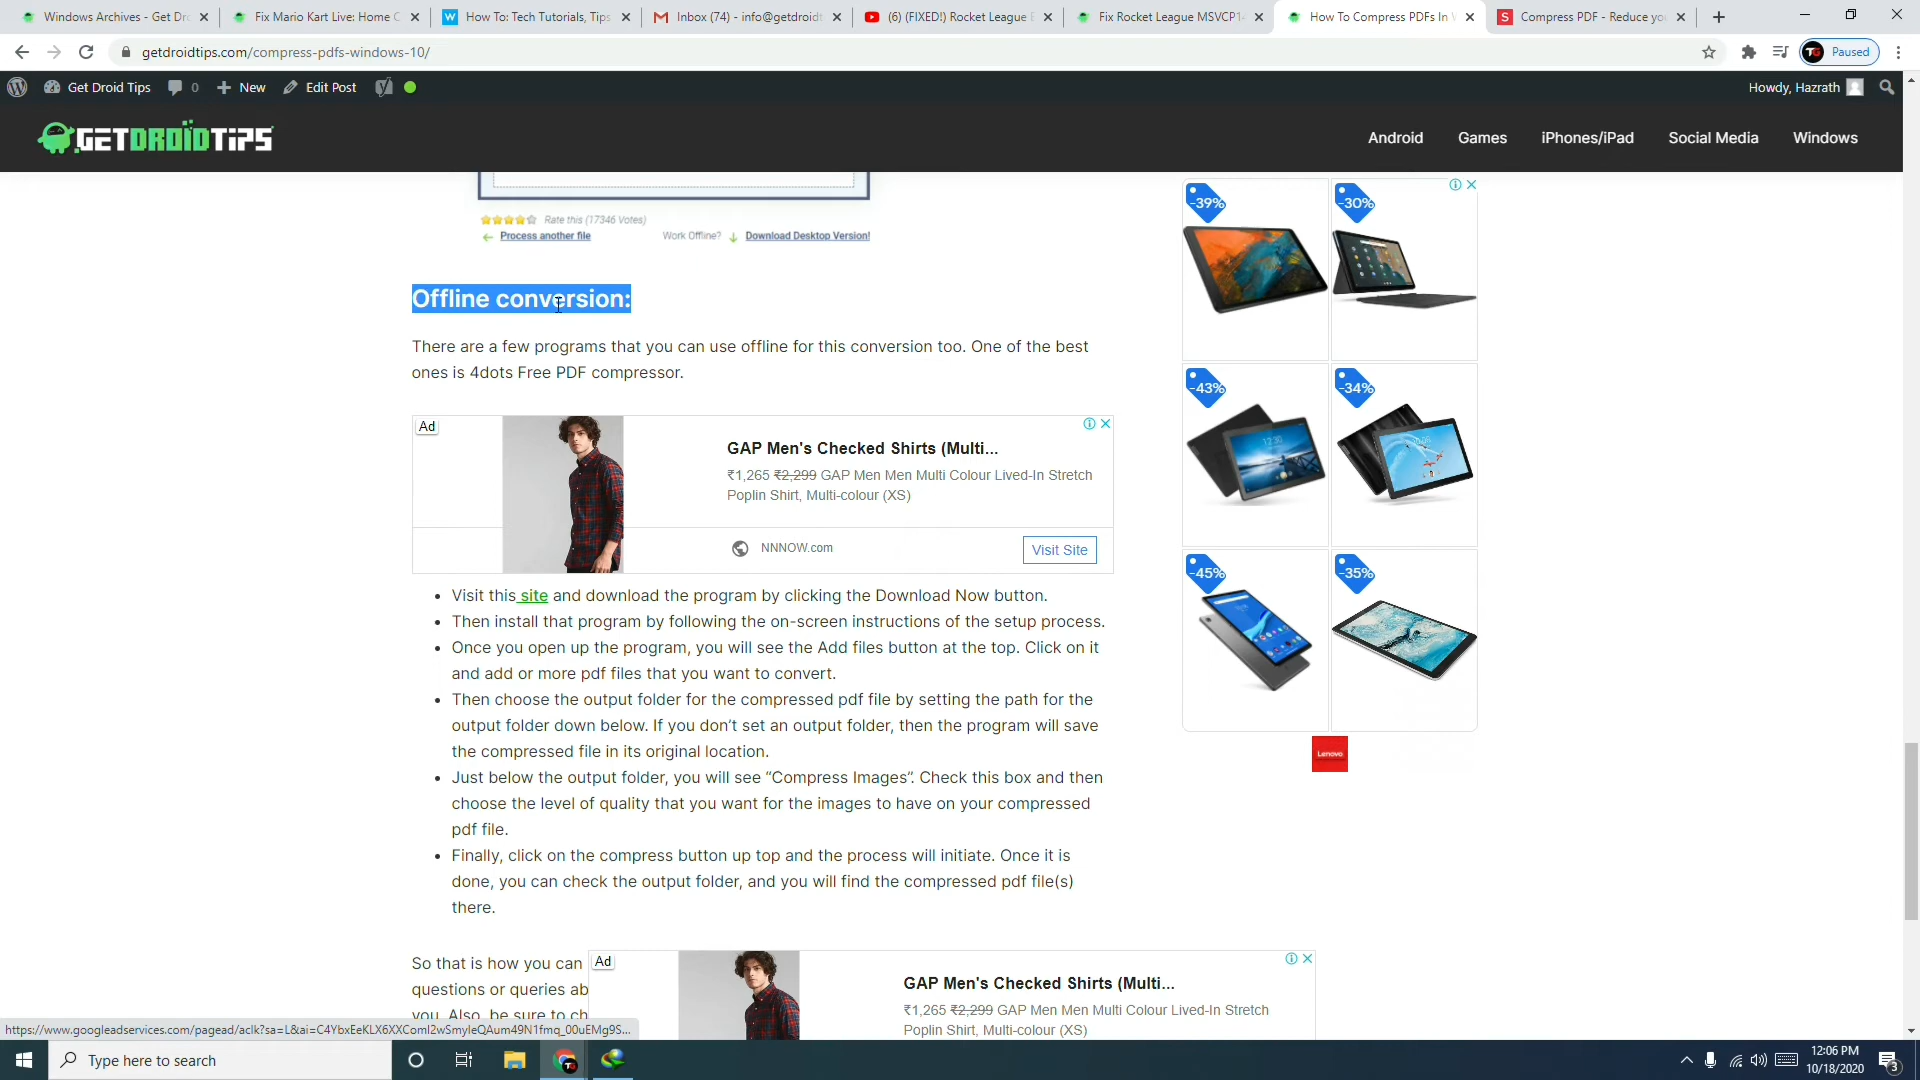 Windows Archives - Get Dr
Fix Mario Kart Live: Home C
How To: Tech Tutorials, Tips
Inbox (74) - info@getdroidt
(6) (FIXED!) Rocket League E
Fix Rocket League MSVCP1
How To Compress PDFs In
Compress PDF - Reduce yo
getdroidtips.com/compress-pdfs-windows-10/
Paused
Get Droid Tips
0
New
Edit Post
Howdy, Hazrath
GETDROIDTIPS
Android
Games
iPhones/iPad
Social Media
Windows
Rate this (17346 Votes)
Process another file
Work Offline?
Download Desktop Version!
Offline conversion:
There are a few programs that you can use offline for this conversion too. One of the best
ones is 4dots Free PDF compressor.
Ad
GAP Men's Checked Shirts (Multi...
₹1,265 ₹2,299 GAP Men Men Multi Colour Lived-In Stretch
Poplin Shirt, Multi-colour (XS)
NNNOW.com
Visit Site
• Visit this site and download the program by clicking the Download Now button.
• Then install that program by following the on-screen instructions of the setup process.
• Once you open up the program, you will see the Add files button at the top. Click on it
and add or more pdf files that you want to convert.
• Then choose the output folder for the compressed pdf file by setting the path for the
output folder down below. If you don't set an output folder, then the program will save
the compressed file in its original location.
• Just below the output folder, you will see “Compress Images”. Check this box and then
choose the level of quality that you want for the images to have on your compressed
pdf file.
• Finally, click on the compress button up top and the process will initiate. Once it is
done, you can check the output folder, and you will find the compressed pdf file(s)
there.
So that is how you can
questions or queries ab
you. Also, be sure to ch
Ad
GAP Men's Checked Shirts (Multi...
₹1,265 ₹2,299 GAP Men Men Multi Colour Lived-In Stretch
Poplin Shirt, Multi-colour (XS)
-39%
-30%
-43%
-34%
-45%
-35%
Lenovo
Type here to search
12:06 PM
10/18/2020
3